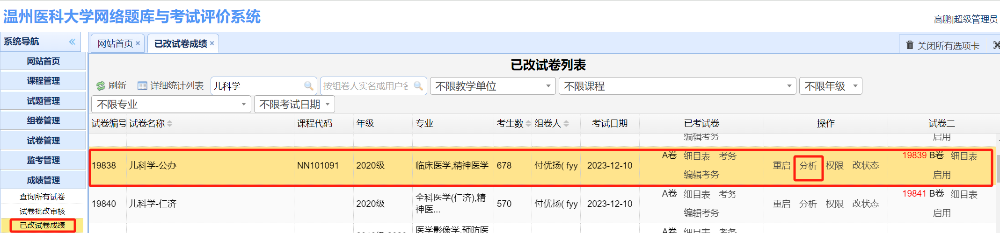 温州医科大学网络题库与考试评价系统
高鹏|超级管理员
系统导航
网站首页
课程管理
试题管理
组卷管理
试卷管理
监考管理
成绩管理
查询所有试卷
试卷批改审核
已改试卷成绩
网站首页 × 已改试卷成绩 ×
关闭所有选项卡
已改试卷列表
刷新 详细统计列表 儿科学 按组卷人实名或用户名 不限教学单位 不限课程 不限年级
不限专业 不限考试日期
试卷编号 试卷名称 课程代码 年级 专业 考生数 组卷人 考试日期 已考试卷 操作 试卷二
编辑考务 启用
19838 儿科学-公办 NN101091 2020级 临床医学,精神医学 678 付优扬( fyy 2023-12-10 A卷 细目表 考务 重启 分析 权限 改状态 19839 B卷 细目表
编辑考务 启用
19840 儿科学-仁济 2020级 全科医学(仁济),精 570 付优扬( fyy 2023-12-10 A卷 细目表 考务 重启 分析 权限 改状态 19841 B卷 细目表
神医... 编辑考务 启用
医学影像学,预防医 A卷 细目表 考务 B卷 细目表